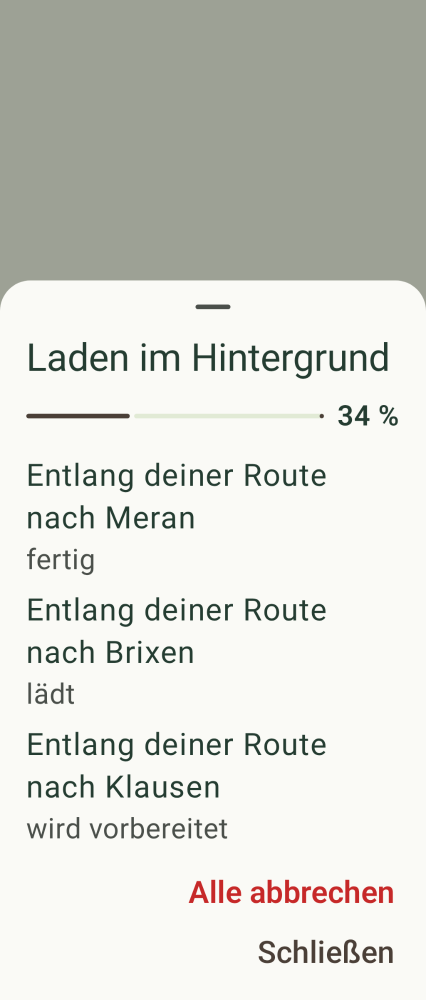 Laden im Hintergrund
34 %
Entlang deiner Route
nach Meran
fertig
Entlang deiner Route
nach Brixen
lädt
Entlang deiner Route
nach Klausen
wird vorbereitet
Alle abbrechen
Schließen